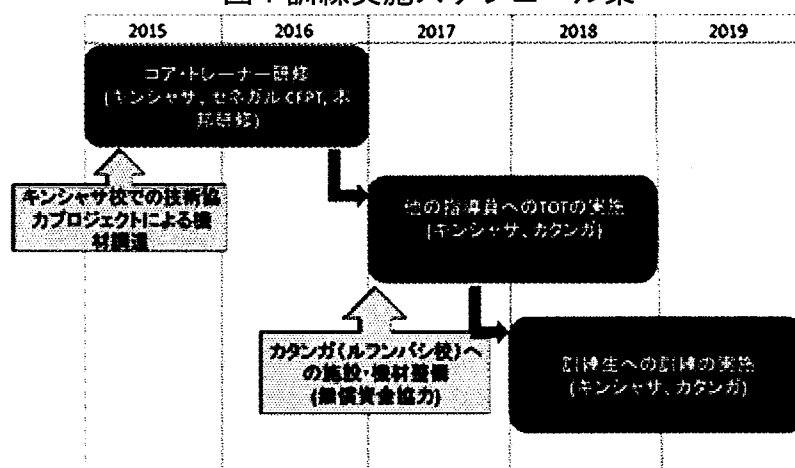 図1 訓練実施スケジュール案
2015 2016 2017 2018 2019
コア・トレーナー研修
(キンシャサ、セネガル CFPT, 本
邦研修)
キンシャサ校での技術協
力プロジェクトによる機
材調達
他の指導員へのTOTの実施
(キンシャサ、カタンガ)
カタンガ(ルブンバシ校)へ
の施設・機材整備
(無償資金協力)
訓練生への訓練の実施
(キンシャサ、カタンガ)